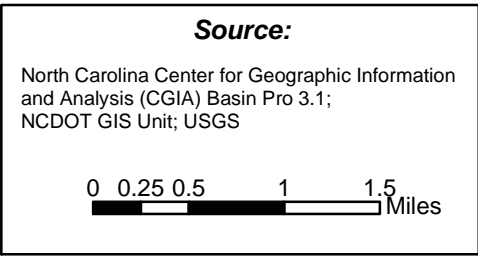 Source:
North Carolina Center for Geographic Information
and Analysis (CGIA) Basin Pro 3.1;
NCDOT GIS Unit; USGS
0 0.25 0.5 1 1.5
Miles